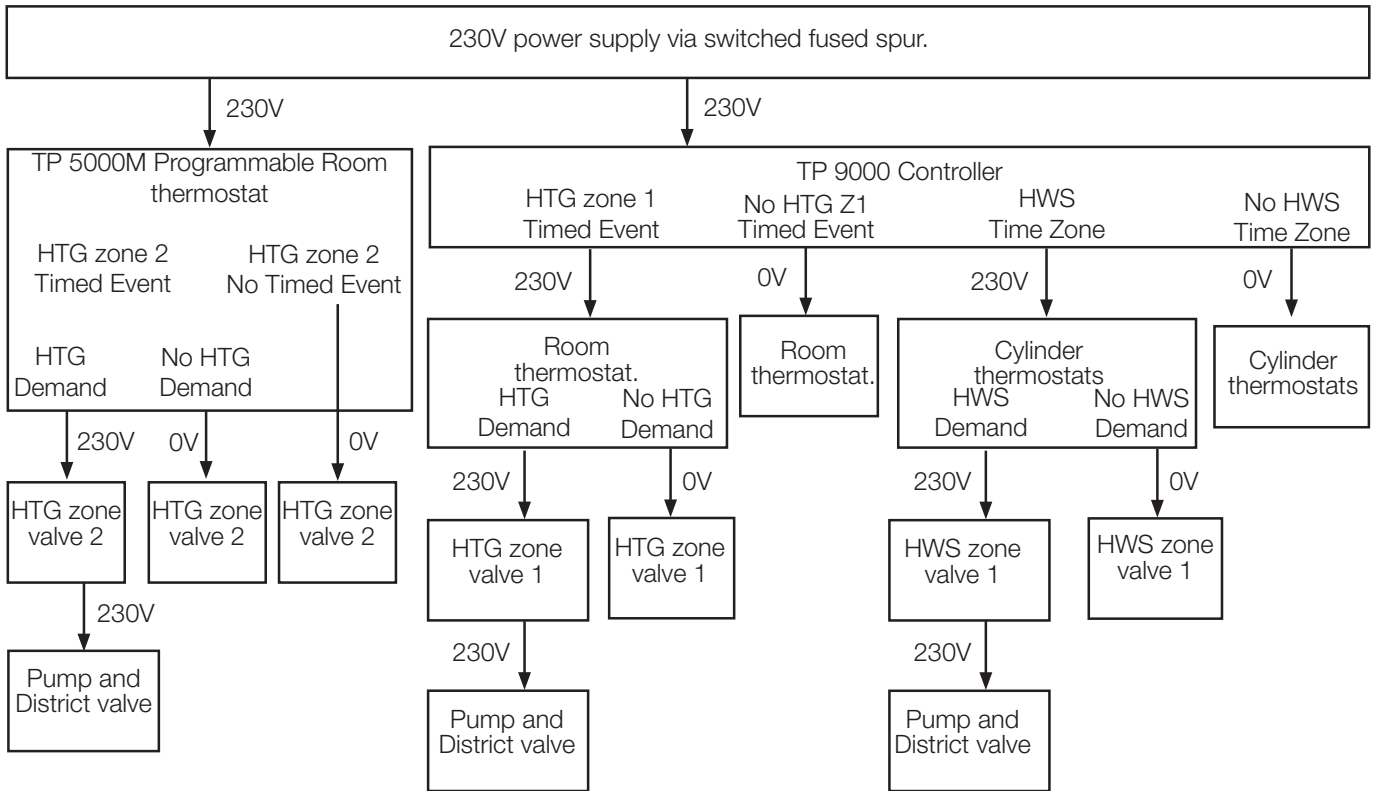 230V power supply via switched fused spur.
230V
230V
TP 5000M Programmable Room
thermostat
HTG zone 2
Timed Event
HTG zone 2
No Timed Event
HTG
Demand
No HTG
Demand
230V
0V
0V
HTG zone
valve 2
HTG zone
valve 2
HTG zone
valve 2
230V
Pump and
District valve
TP 9000 Controller
HTG zone 1
Timed Event
No HTG Z1
Timed Event
HWS
Time Zone
No HWS
Time Zone
230V
0V
230V
0V
Room
thermostat.
HTG
Demand
No HTG
Demand
Room
thermostat.
Cylinder
thermostats
HWS
Demand
No HWS
Demand
Cylinder
thermostats
230V
0V
230V
0V
HTG zone
valve 1
HTG zone
valve 1
HWS zone
valve 1
HWS zone
valve 1
230V
230V
Pump and
District valve
Pump and
District valve